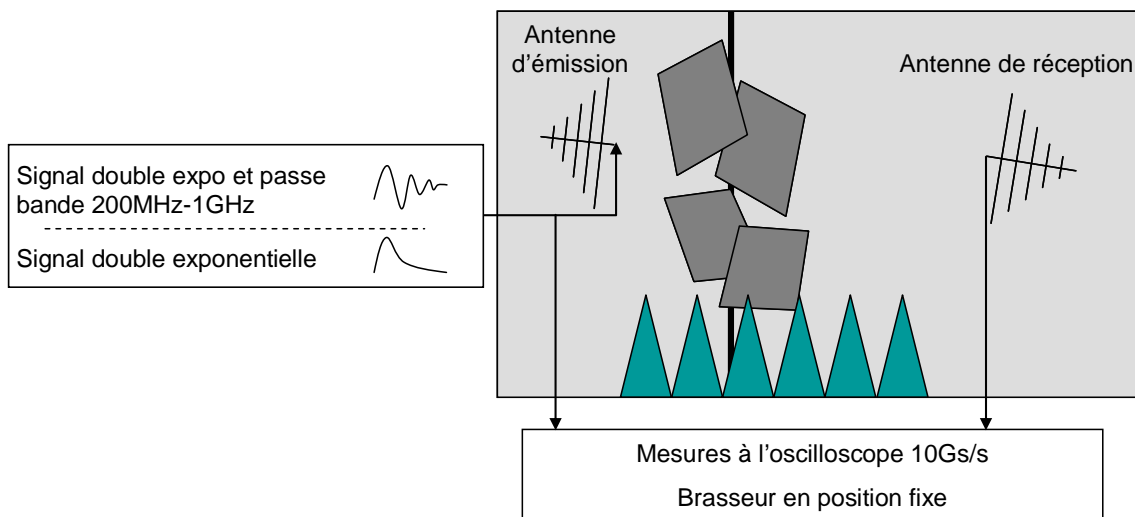 Antenne
d'émission
Antenne de réception
Signal double expo et passe
bande 200MHz-1GHz
Signal double exponentielle
Mesures à l'oscilloscope 10Gs/s
Brasseur en position fixe